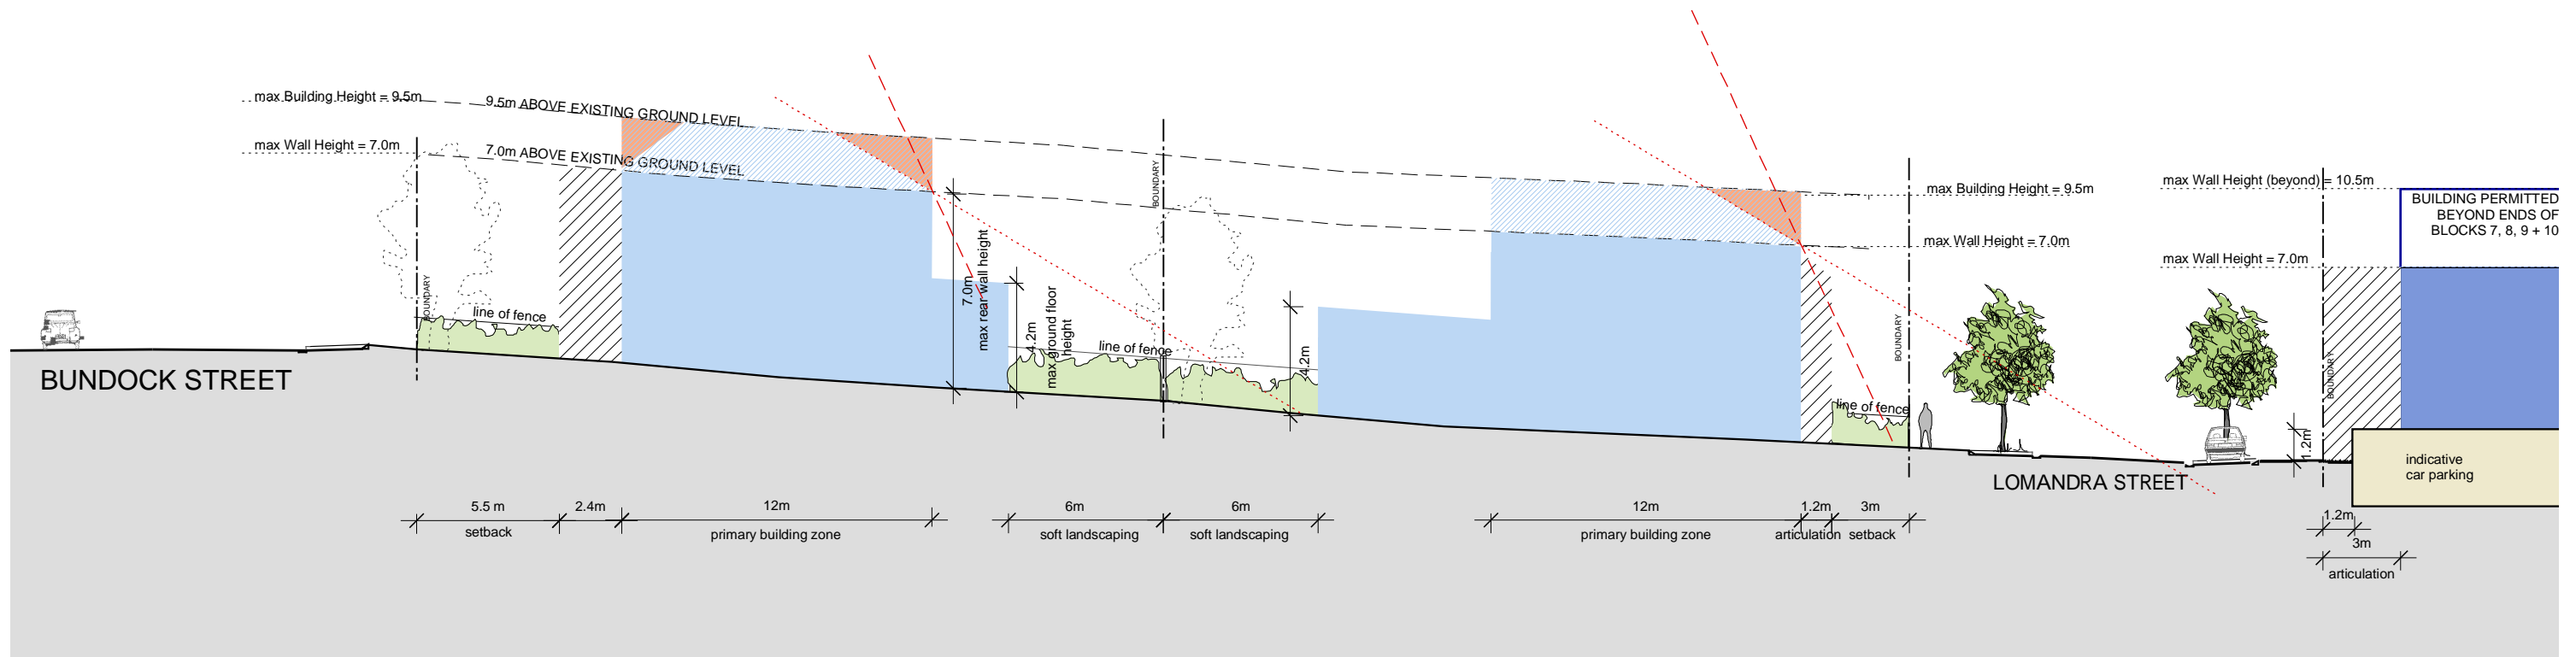 max Building Height = 9.5m
9.5m ABOVE EXISTING GROUND LEVEL
max Wall Height = 7.0m
7.0m ABOVE EXISTING GROUND LEVEL
BOUNDARY
line of fence
BUNDOCK STREET
7.0m
max rear wall height
4.2m
max ground floor
height
line of fence
BOUNDARY
4.2m
max Building Height = 9.5m
max Wall Height = 7.0m
BOUNDARY
line of fence
LOMANDRA STREET
max Wall Height (beyond) = 10.5m
BUILDING PERMITTED
BEYOND ENDS OF
BLOCKS 7, 8, 9 + 10
max Wall Height = 7.0m
BOUNDARY
1.2m
indicative
car parking
5.5 m
setback
2.4m
12m
primary building zone
6m
soft landscaping
6m
soft landscaping
12m
primary building zone
1.2m
articulation
3m
setback
1.2m
3m
articulation